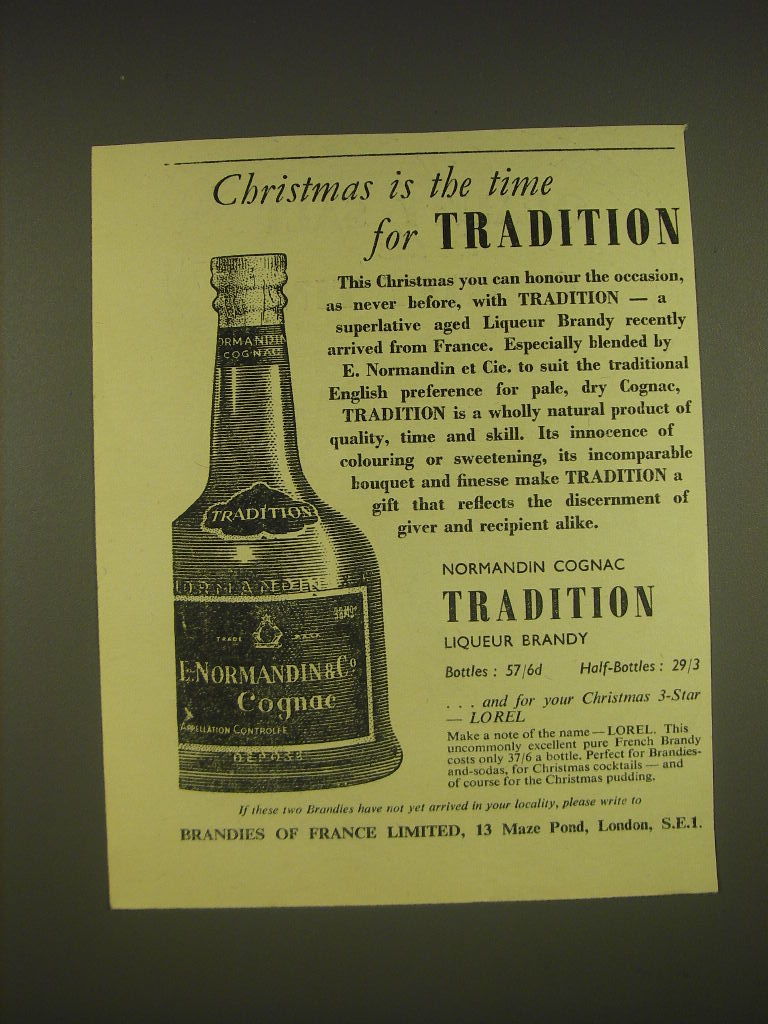 Christmas is the time
for TRADITION
This Christmas you can honour the occasion,
as never before, with TRADITION — a
superlative aged Liqueur Brandy recently
arrived from France. Especially blended by
E. Normandin et Cie. to suit the traditional
English preference for pale, dry Cognac,
TRADITION is a wholly natural product of
quality, time and skill. Its innocence of
colouring or sweetening, its incomparable
bouquet and finesse make TRADITION a
gift that reflects the discernment of
giver and recipient alike.
ORMANDIN
COGNAC
TRADITION
NORMANDIN
TRADE MARK
E. NORMANDIN & Co
Cognac
APPELLATION CONTROLÉE
DEPOSE
NORMANDIN COGNAC
TRADITION
LIQUEUR BRANDY
Bottles : 57/6d Half-Bottles : 29/3
. . . and for your Christmas 3-Star
— LOREL
Make a note of the name — LOREL. This
uncommonly excellent pure French Brandy
costs only 37/6 a bottle. Perfect for Brandies-
and-sodas, for Christmas cocktails — and
of course for the Christmas pudding.
If these two Brandies have not yet arrived in your locality, please write to
BRANDIES OF FRANCE LIMITED, 13 Maze Pond, London, S.E.1.